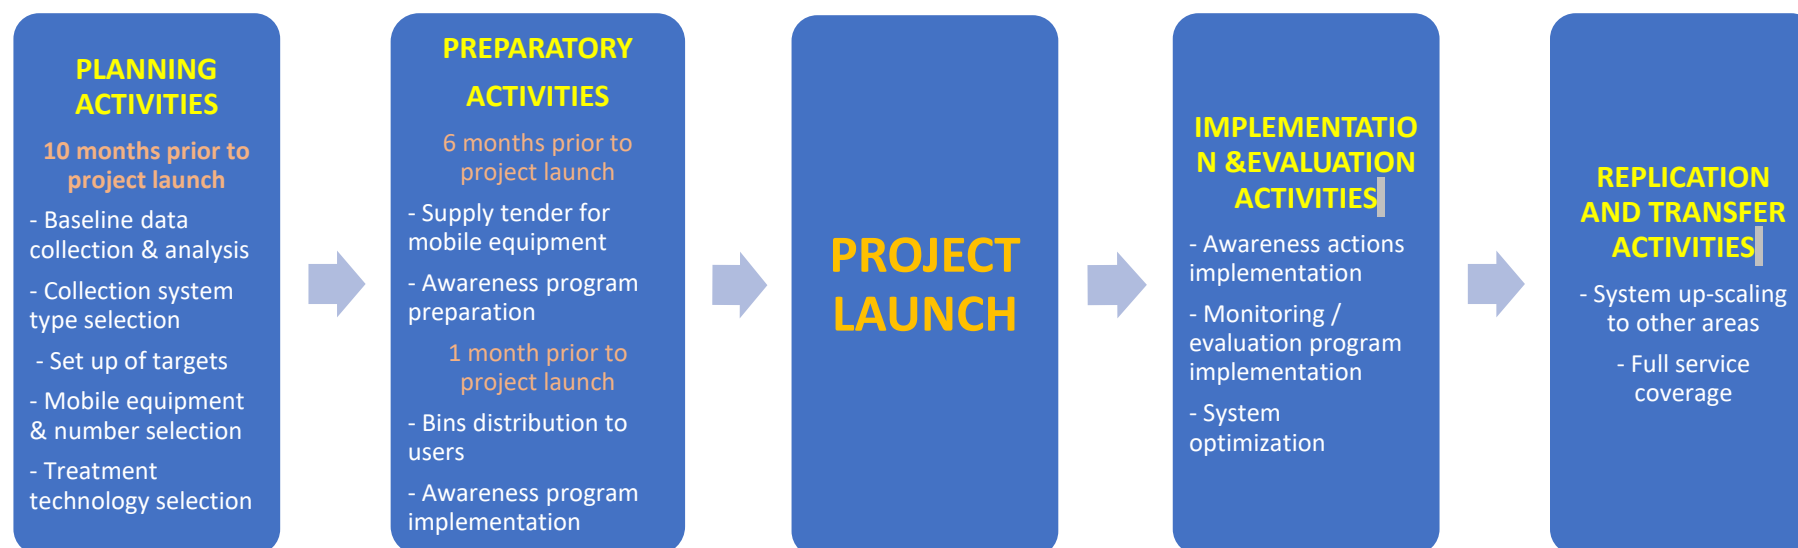 PLANNING
ACTIVITIES
10 months prior to
project launch
- Baseline data
collection & analysis
- Collection system
type selection
- Set up of targets
- Mobile equipment
& number selection
- Treatment
technology selection
PREPARATORY
ACTIVITIES
6 months prior to
project launch
- Supply tender for
mobile equipment
- Awareness program
preparation
1 month prior to
project launch
- Bins distribution to
users
- Awareness program
implementation
PROJECT
LAUNCH
IMPLEMENTATIO
N &EVALUATION
ACTIVITIES
- Awareness actions
implementation
- Monitoring /
evaluation program
implementation
- System
optimization
REPLICATION
AND TRANSFER
ACTIVITIES
- System up-scaling
to other areas
- Full service
coverage